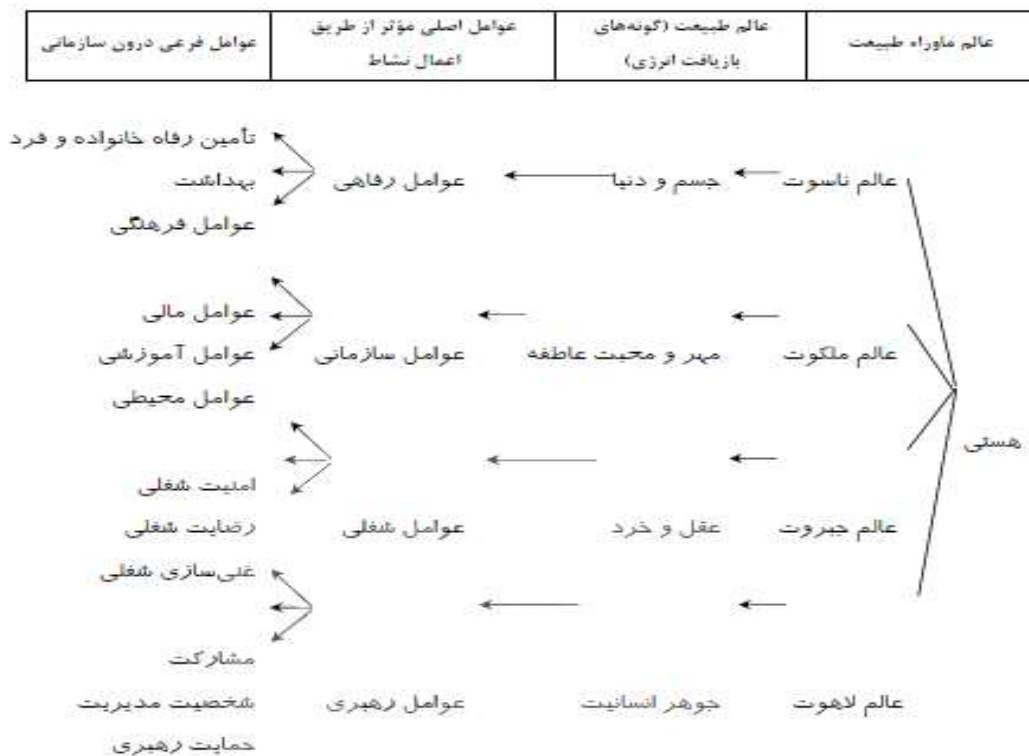 عالم ماوراء طبیعت
عالم طبیعت (گونه‌های
بازیافت انرژی)
عوامل اصلی مؤثر از طریق
اعمال نشاط
عوامل فرعی درون سازمانی
هستی
عالم ناسوت
جسم و دنیا
عوامل رفاهی
تأمین رفاه خانواده و فرد
بهداشت
عوامل فرهنگی
عالم ملکوت
مهر و محبت عاطفه
عوامل سازمانی
عوامل مالی
عوامل آموزشی
عوامل محیطی
عالم جبروت
عقل و خرد
عوامل شغلی
امنیت شغلی
رضایت شغلی
غنی‌سازی شغلی
عالم لاهوت
جوهر انسانیت
عوامل رهبری
مشارکت
شخصیت مدیریت
حمایت رهبری